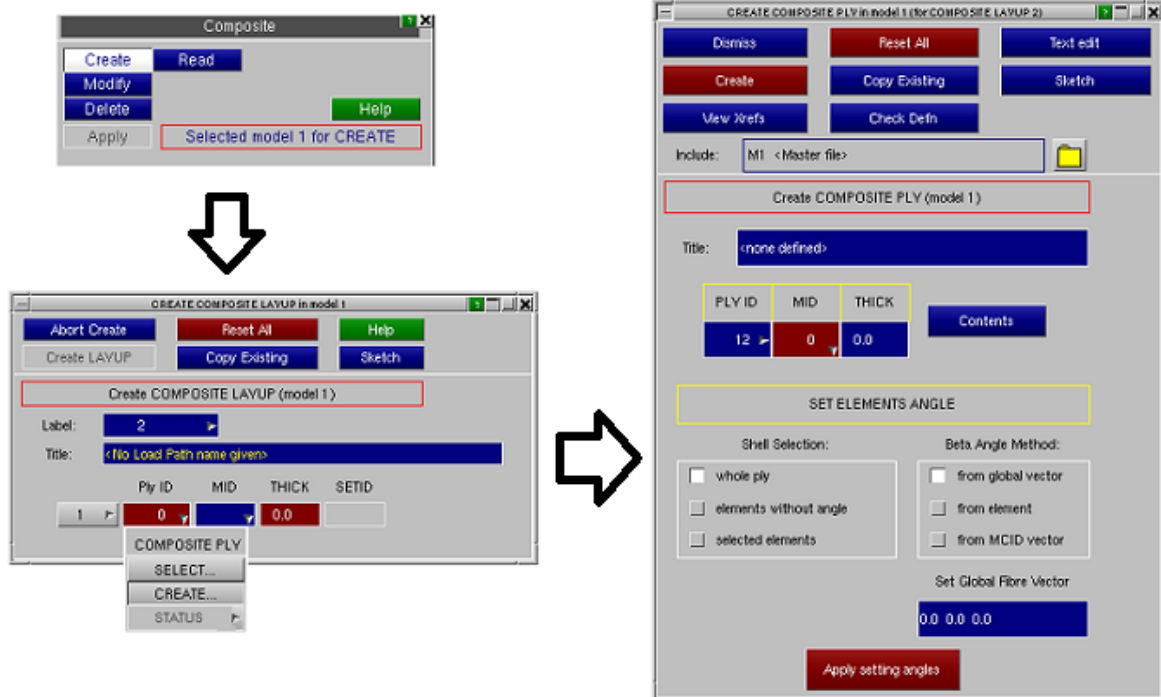 Composite
Create Read
Modify
Delete Help
Apply Selected model 1 for CREATE
CREATE COMPOSITE LAYUP in model 1
Abort Create Reset All Help
Create LAYUP Copy Existing Sketch
Create COMPOSITE LAYUP (model 1)
Label: 2
Title: <No Load Path name given>
Ply ID MID THICK SETID
1 0 0.0
COMPOSITE PLY
SELECT...
CREATE...
STATUS
CREATE COMPOSITE PLY in model 1 (for COMPOSITE LAYUP 2)
Dismiss Reset All Text edit
Create Copy Existing Sketch
View Xrefs Check Defn
Include: M1 <Master file>
Create COMPOSITE PLY (model 1)
Title: <none defined>
PLY ID MID THICK
12 0 0.0 Contents
SET ELEMENTS ANGLE
Shell Selection: Beta Angle Method:
whole ply from global vector
elements without angle from element
selected elements from MCID vector
Set Global Fibre Vector
0.0 0.0 0.0
Apply setting angles